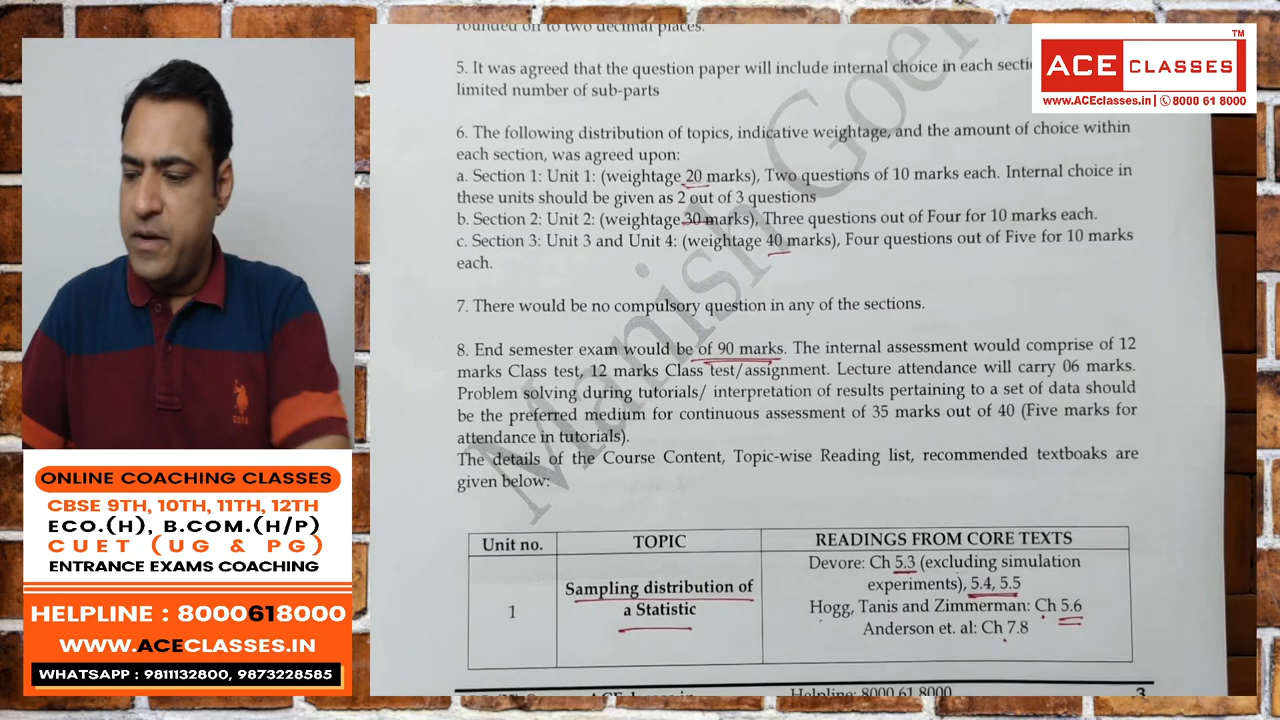 rounded off to two decimal places.
5. It was agreed that the question paper will include internal choice in each
limited number of sub-parts
6. The following distribution of topics, indicative weightage, and the amount of choice within
each section, was agreed upon:
a. Section 1: Unit 1: (weightage 20 marks), Two questions of 10 marks each. Internal choice in
these units should be given as 2 out of 3 questions
b. Section 2: Unit 2: (weightage 30 marks), Three questions out of Four for 10 marks each.
c. Section 3: Unit 3 and Unit 4: (weightage 40 marks), Four questions out of Five for 10 marks
each.
7. There would be no compulsory question in any of the sections.
8. End semester exam would be of 90 marks. The internal assessment would comprise of 12
marks Class test, 12 marks Class test/assignment. Lecture attendance will carry 06 marks.
Problem solving during tutorials/ interpretation of results pertaining to a set of data should
be the preferred medium for continuous assessment of 35 marks out of 40 (Five marks for
attendance in tutorials).
The details of the Course Content, Topic-wise Reading list, recommended textboaks are
given below:
Unit no. TOPIC READINGS FROM CORE TEXTS
1 Sampling distribution of a Statistic
Devore: Ch 5.3 (excluding simulation
experiments), 5.4, 5.5
Hogg, Tanis and Zimmerman: Ch 5.6
Anderson et. al: Ch 7.8
ACEclasses.in Helpline: 8000 61 8000 3
Manish Goel
ACE CLASSES TM
www.ACEclasses.in | 8000 61 8000
ONLINE COACHING CLASSES
CBSE 9TH, 10TH, 11TH, 12TH
ECO.(H), B.COM.(H/P)
CUET (UG & PG)
ENTRANCE EXAMS COACHING
HELPLINE : 8000618000
WWW.ACECLASSES.IN
WHATSAPP : 9811132800, 9873228585